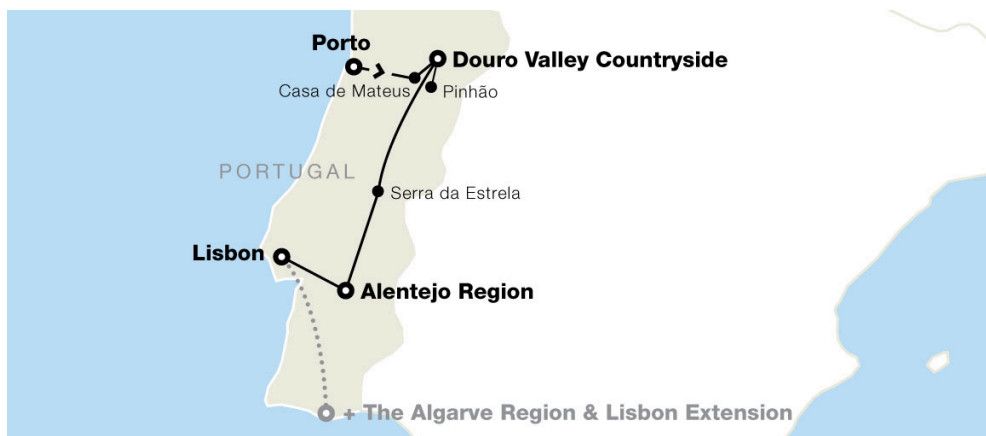 Porto
Douro Valley Countryside
Casa de Mateus
Pinhão
PORTUGAL
Serra da Estrela
Lisbon
Alentejo Region
+ The Algarve Region & Lisbon Extension